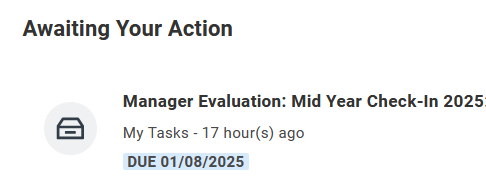 Awaiting Your Action
Manager Evaluation: Mid Year Check-In 2025:
My Tasks - 17 hour(s) ago
DUE 01/08/2025